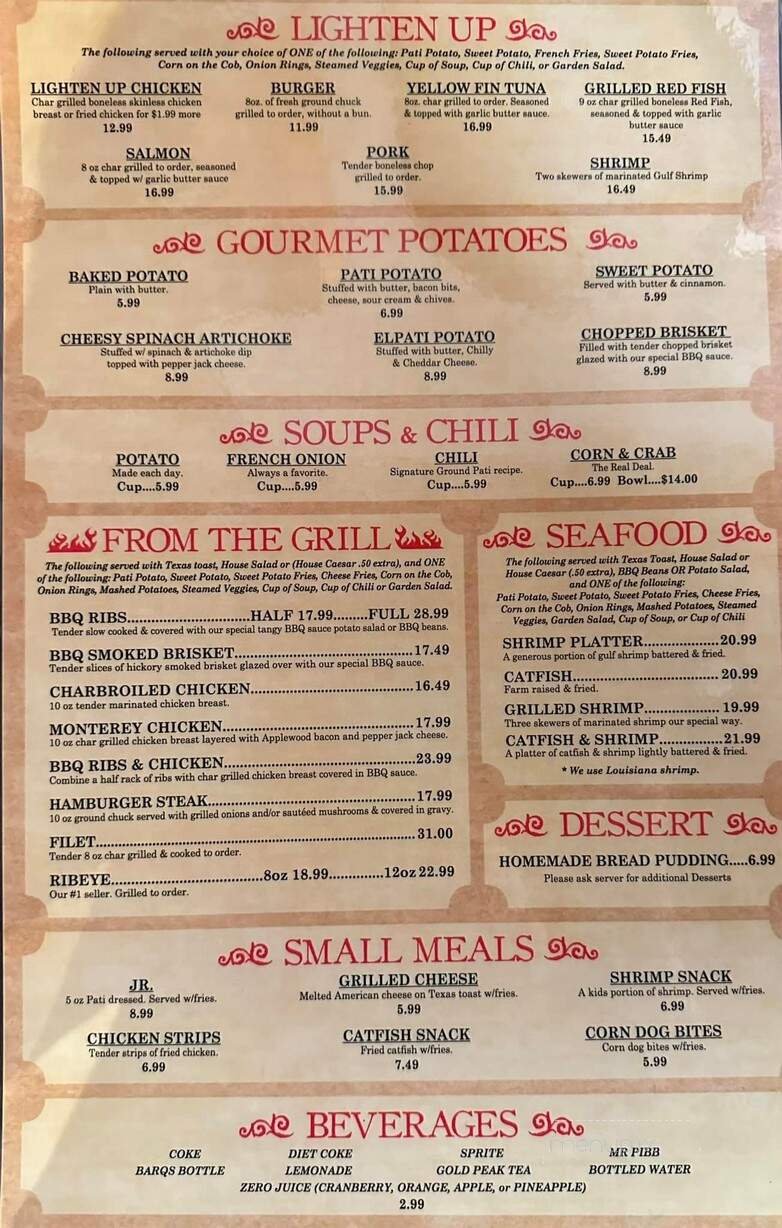 LIGHTEN UP
The following served with your choice of ONE of the following: Pati Potato, Sweet Potato, French Fries, Sweet Potato Fries,
Corn on the Cob, Onion Rings, Steamed Veggies, Cup of Soup, Cup of Chili, or Garden Salad.
LIGHTEN UP CHICKEN
Char grilled boneless skinless chicken
breast or fried chicken for $1.99 more
12.99
BURGER
8oz. of fresh ground chuck
grilled to order, without a bun.
11.99
YELLOW FIN TUNA
8oz. char grilled to order. Seasoned
& topped with garlic butter sauce.
16.99
GRILLED RED FISH
9 oz char grilled boneless Red Fish,
seasoned & topped with garlic
butter sauce
15.49
SALMON
8 oz char grilled to order, seasoned
& topped w/ garlic butter sauce
16.99
PORK
Tender boneless chop
grilled to order.
15.99
SHRIMP
Two skewers of marinated Gulf Shrimp
16.49
GOURMET POTATOES
BAKED POTATO
Plain with butter.
5.99
PATI POTATO
Stuffed with butter, bacon bits,
cheese, sour cream & chives.
6.99
SWEET POTATO
Served with butter & cinnamon.
5.99
CHEESY SPINACH ARTICHOKE
Stuffed w/ spinach & artichoke dip
topped with pepper jack cheese.
8.99
ELPATI POTATO
Stuffed with butter, Chilly
& Cheddar Cheese.
8.99
CHOPPED BRISKET
Filled with tender chopped brisket
glazed with our special BBQ sauce.
8.99
SOUPS & CHILI
POTATO
Made each day.
Cup....5.99
FRENCH ONION
Always a favorite.
Cup....5.99
CHILI
Signature Ground Pati recipe.
Cup....5.99
CORN & CRAB
The Real Deal.
Cup....6.99 Bowl....$14.00
FROM THE GRILL
The following served with Texas toast, House Salad or (House Caesar .50 extra), and ONE
of the following: Pati Potato, Sweet Potato, Sweet Potato Fries, Cheese Fries, Corn on the Cob,
Onion Rings, Mashed Potatoes, Steamed Veggies, Cup of Soup, Cup of Chili or Garden Salad.
BBQ RIBS............................HALF 17.99.........FULL 28.99
Tender slow cooked & covered with our special tangy BBQ sauce potato salad or BBQ beans.
BBQ SMOKED BRISKET.........................................17.49
Tender slices of hickory smoked brisket glazed over with our special BBQ sauce.
CHARBROILED CHICKEN.....................................16.49
10 oz tender marinated chicken breast.
MONTEREY CHICKEN...........................................17.99
10 oz char grilled chicken breast layered with Applewood bacon and pepper jack cheese.
BBQ RIBS & CHICKEN...........................................23.99
Combine a half rack of ribs with char grilled chicken breast covered in BBQ sauce.
HAMBURGER STEAK..............................................17.99
10 oz ground chuck served with grilled onions and/or sautéed mushrooms & covered in gravy.
FILET........................................................................31.00
Tender 8 oz char grilled & cooked to order.
RIBEYE..................................8oz 18.99..............12oz 22.99
Our #1 seller. Grilled to order.
SEAFOOD
The following served with Texas Toast, House Salad or
House Caesar (.50 extra), BBQ Beans OR Potato Salad,
and ONE of the following:
Pati Potato, Sweet Potato, Sweet Potato Fries, Cheese Fries,
Corn on the Cob, Onion Rings, Mashed Potatoes, Steamed
Veggies, Garden Salad, Cup of Soup, or Cup of Chili
SHRIMP PLATTER.................20.99
A generous portion of gulf shrimp battered & fried.
CATFISH.................................. 20.99
Farm raised & fried.
GRILLED SHRIMP.................. 19.99
Three skewers of marinated shrimp our special way.
CATFISH & SHRIMP...............21.99
A platter of catfish & shrimp lightly battered & fried.
* We use Louisiana shrimp.
DESSERT
HOMEMADE BREAD PUDDING.....6.99
Please ask server for additional Desserts
SMALL MEALS
JR.
5 oz Pati dressed. Served w/fries.
8.99
GRILLED CHEESE
Melted American cheese on Texas toast w/fries.
5.99
SHRIMP SNACK
A kids portion of shrimp. Served w/fries.
6.99
CHICKEN STRIPS
Tender strips of fried chicken.
6.99
CATFISH SNACK
Fried catfish w/fries.
7.49
CORN DOG BITES
Corn dog bites w/fries.
5.99
BEVERAGES
COKE DIET COKE SPRITE MR PIBB
BARQS BOTTLE LEMONADE GOLD PEAK TEA BOTTLED WATER
ZERO JUICE (CRANBERRY, ORANGE, APPLE, or PINEAPPLE)
2.99